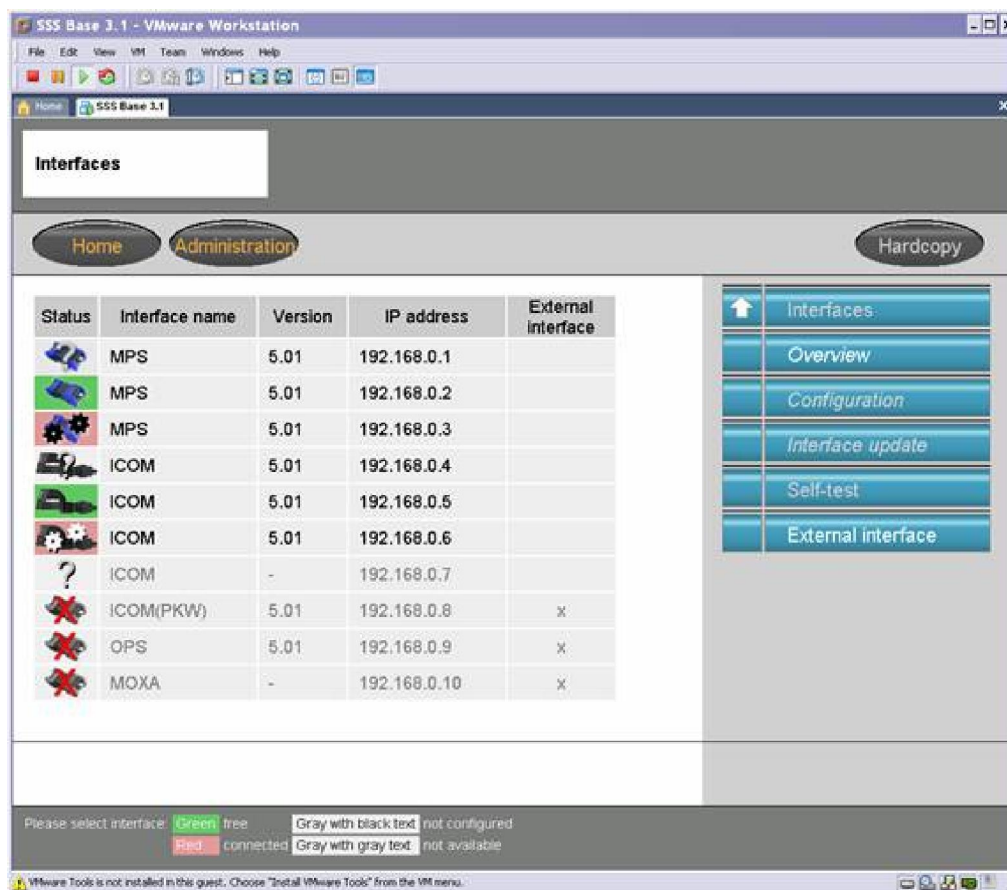 SSS Base 3.1 - VMware Workstation
File Edit View VM Team Windows Help
Home SSS Base 3.1
Interfaces
Home Administration Hardcopy
Status Interface name Version IP address External interface
MPS 5.01 192.168.0.1
MPS 5.01 192.168.0.2
MPS 5.01 192.168.0.3
ICOM 5.01 192.168.0.4
ICOM 5.01 192.168.0.5
ICOM 5.01 192.168.0.6
? ICOM - 192.168.0.7
ICOM(PKW) 5.01 192.168.0.8 x
OPS 5.01 192.168.0.9 x
MOXA - 192.168.0.10 x
Interfaces
Overview
Configuration
Interface update
Self-test
External interface
Please select interface: Green free Gray with black text not configured
Red connected Gray with gray text not available
VMware Tools is not installed in this guest. Choose "Install VMware Tools" from the VM menu.